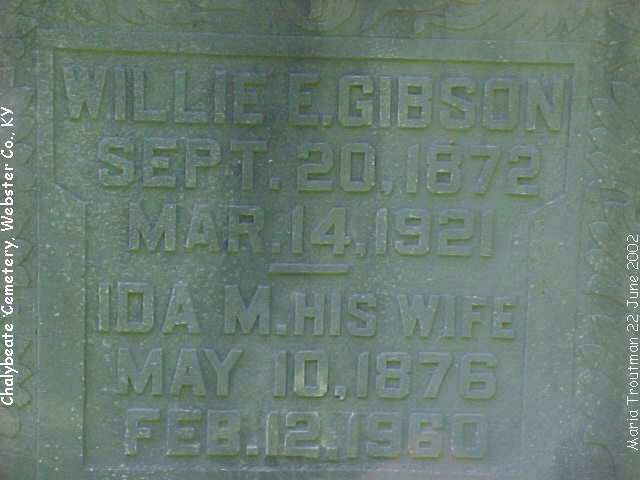 WILLIE E. GIBSON
SEPT. 20, 1872
MAR. 14, 1921
IDA M. HIS WIFE
MAY 10, 1876
FEB. 12, 1960
Chalybeate Cemetery, Webster Co., KY
Maria Troutman 22 June 2002